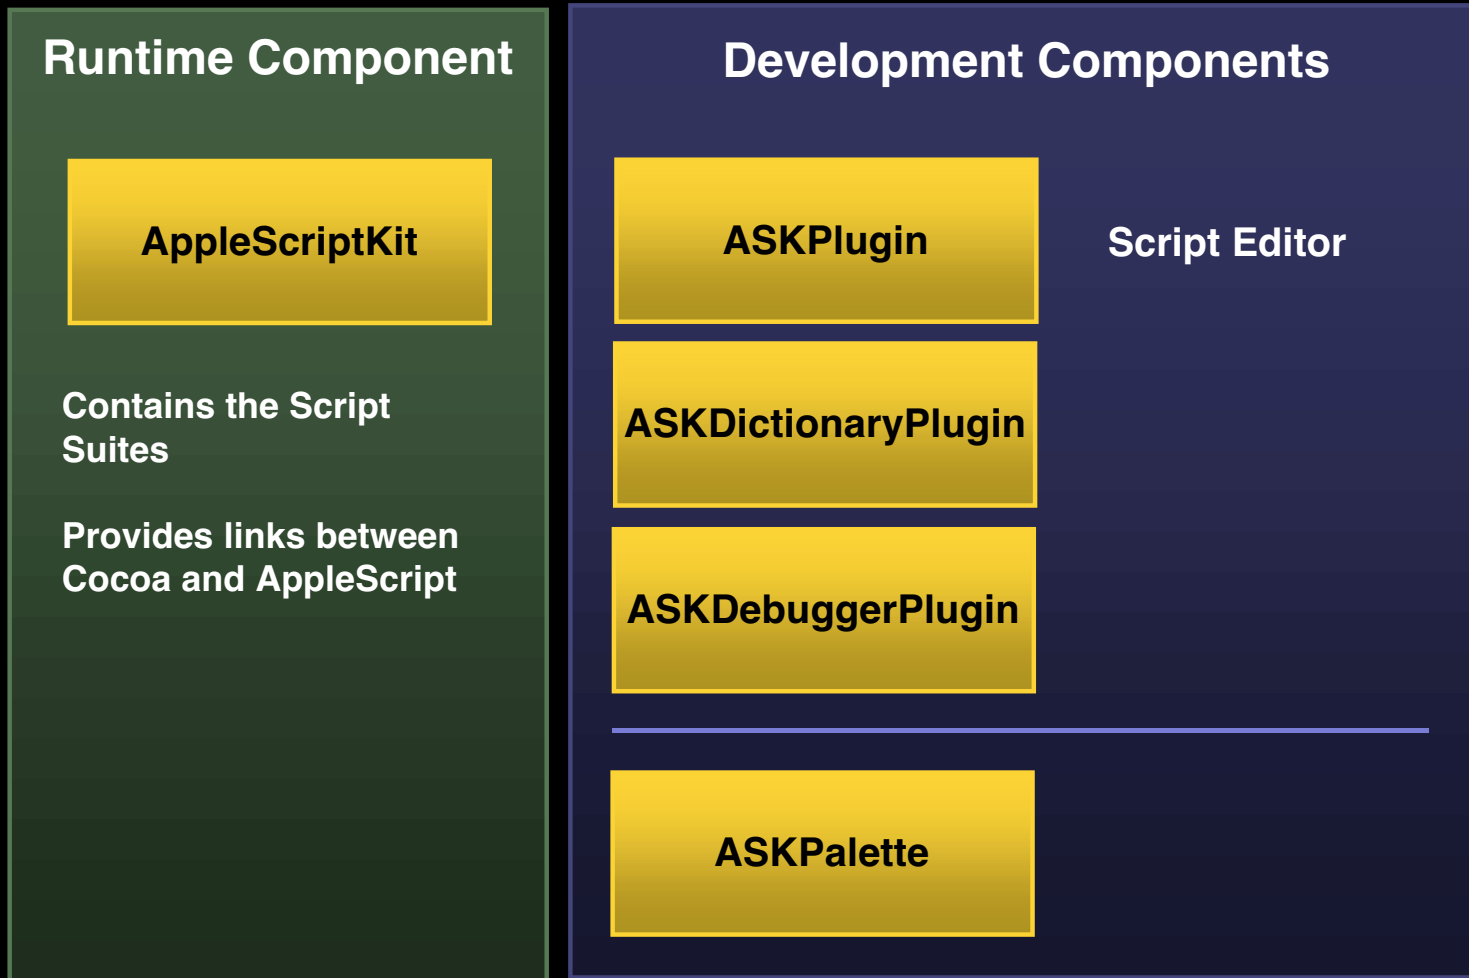 Runtime Component
AppleScriptKit
Contains the Script
Suites
Provides links between
Cocoa and AppleScript
Development Components
ASKPlugin
Script Editor
ASKDictionaryPlugin
ASKDebuggerPlugin
ASKPalette